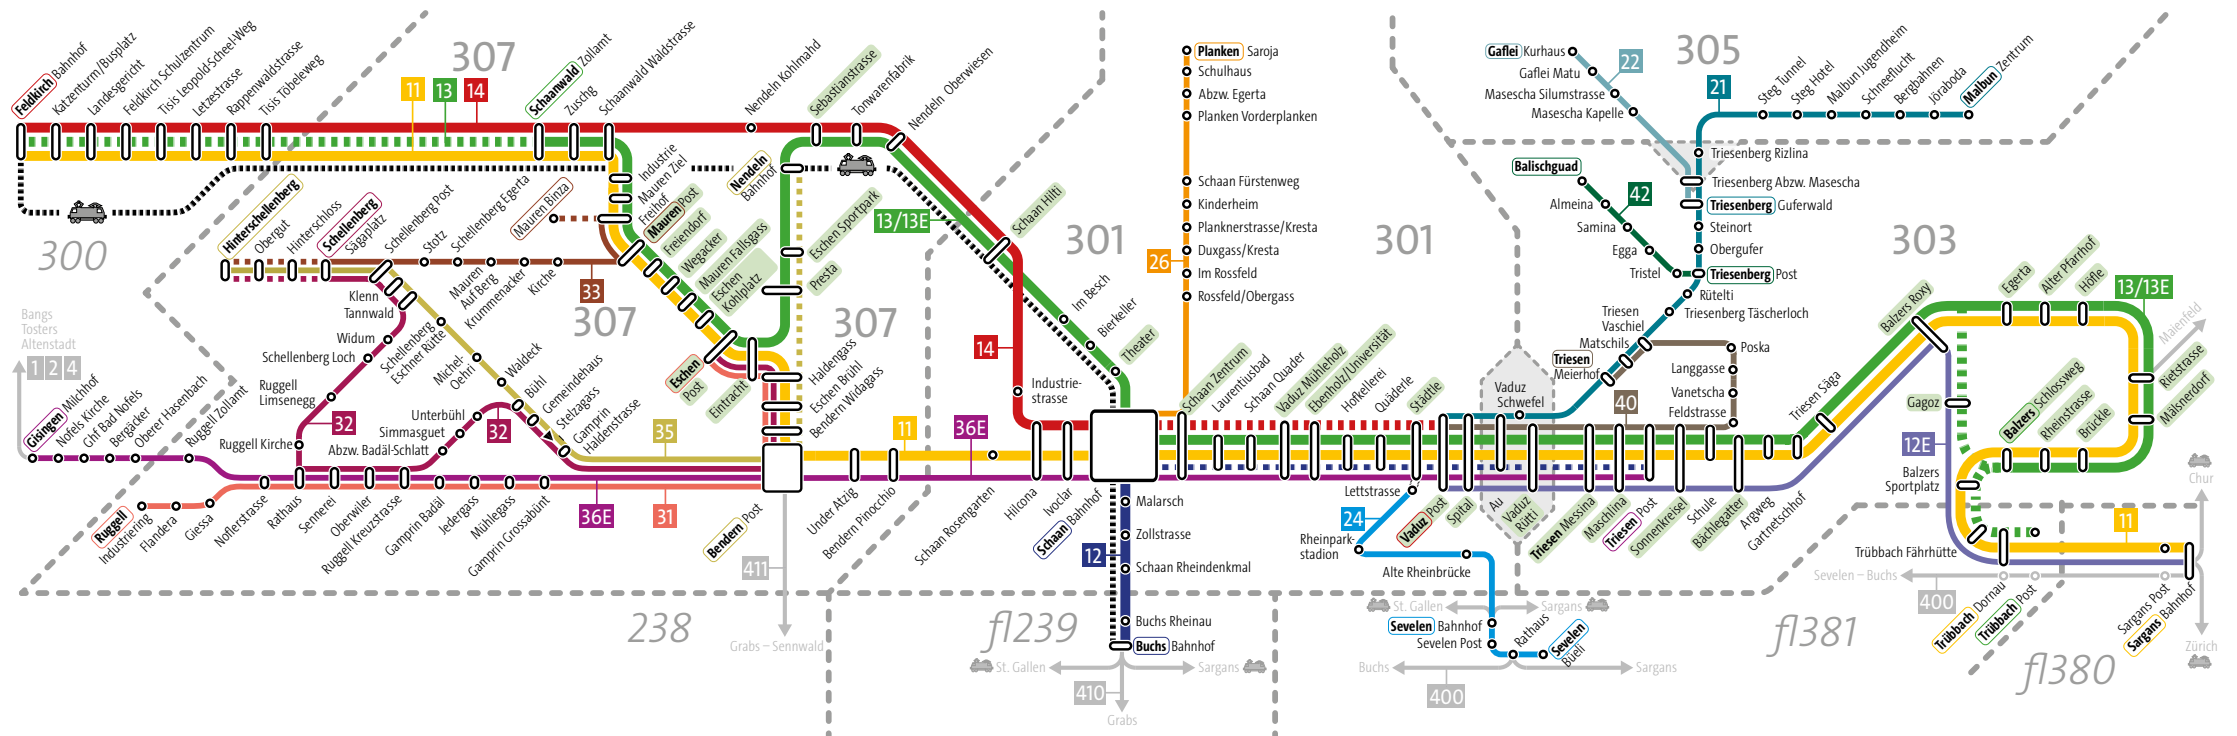 Feldkirch Bahnhof
Katzenturm/Busplatz
Landesgericht
Feldkirch Schulzentrum
Tisis Leopold-Scheel-Weg
Letzestrasse
Rappenwaldstrasse
Tisis Töbeleweg
307
11
13
14
Schaanwald Zollamt
Zuschg
Schaanwald Waldstrasse
Nendeln Kohlmahd
Sebastianstrasse
Tonwarenfabrik
Nendeln Oberwiesen
Industrie
Mauren Ziel
Freihof
Mauren Post
Freiendorf
Wegacker
Mauren Fallsgass
Eschen
Kohlplatz
Nendeln
Bahnhof
Eschen Sportpark
Presta
Eschen
Post
Eintracht
Haldengass
Eschen Brühl
Bendern Widagass
300
Hinterschellenberg
Obergut
Hinterschloss
Schellenberg
Sägaplatz
Schellenberg Post
Stotz
Schellenberg Egerta
Mauren
Auf Berg
Krummenacker
Kirche
Mauren Binza
33
307
307
Klenn
Tannwald
Widum
Schellenberg Loch
Ruggell
Limsenegg
Ruggell Kirche
32
Schellenberg
Eschner Rütte
Michel-
Oehri
Waldeck
Bühl
Gemeindehaus
Stelzagass
Camprin
Haldenstrasse
Unterbühl
Simmasguet
Abzw. Badäl-Schlatt
32
35
Bangs
Tosters
Altenstadt
1 2 4
Gisingen Milchhof
Nofels Kirche
Ghf Bad Nofels
Bergäcker
Oberer Hasenbach
Ruggell Zollamt
Ruggell
Industriering
Flandera
Giessa
Noflerstrasse
Rathaus
Sennerei
Oberwiler
Ruggell Kreuzstrasse
Gamprin Badäl
Jedergass
Mühlegass
Gamprin Grossabünt
36E
31
Bendern Post
411
Grabs – Sennwald
238
Under Atzig
Bendern Pinocchio
11
36E
Schaan Rosengarten
Hilcona
Ivoclar
Schaan Bahnhof
13/13E
Schaan Hilti
14
Industrie-
strasse
Im Besch
Bierkeller
Theater
301
Planken Saroja
Schulhaus
Abzw. Egerta
Planken Vorderplanken
Schaan Fürstenweg
Kinderheim
Planknerstrasse/Kresta
Duxgass/Kresta
Im Rossfeld
Rossfeld/Obergass
26
Malarsch
Zollstrasse
Schaan Rheindenkmal
Buchs Rheinau
Buchs Bahnhof
12
fl239
St. Gallen
Sargans
410
Grabs
301
Schaan Zentrum
Laurentiusbad
Schaan Quader
Vaduz Mühleholz
Ebenholz/Universität
Hofkellerei
Quäderle
Städtle
Lettstrasse
24
Rheinpark-
stadion
Alte Rheinbrücke
Vaduz Post
Spital
Au
Vaduz
Rütti
Vaduz
Schwefel
Triesen Messina
Maschlina
Triesen Post
Sonnenkreisel
Schule
Bächlegatter
Argweg
Gartnetschhof
St. Gallen
Sargans
Sevelen Bahnhof
Sevelen Post
Rathaus
Sevelen
Büeli
Buchs
400
Sargans
305
Gaflei Kurhaus
Gaflei Matu
Masescha Silumstrasse
Masescha Kapelle
22
21
Steg Tunnel
Steg Hotel
Malbun Jugendheim
Schneeflucht
Bergbahnen
Jöraboda
Malbun Zentrum
Triesenberg Rizlina
Triesenberg Abzw. Masescha
Triesenberg Guferwald
Steinort
Obergufer
Triesenberg Post
Rütelti
Triesenberg Täscherloch
Balischguad
Almeina
Samina
Egga
Tristel
42
Triesen
Vaschiel
Matschils
Triesen
Meierhof
Poska
Langgasse
Vanetscha
Feldstrasse
40
303
Triesen Säga
Balzers Roxy
Egerta
Alter Pfarrhof
Höfle
13/13E
Maienfeld
Rietstrasse
Mälsnerdorf
Gagoz
Balzers Schlossweg
Rheinstrasse
Brückle
12E
Balzers
Sportplatz
Trübbach Fährhütte
Sevelen – Buchs
400
Trübbach Dornau
Trübbach Post
11
Sargans Post
Sargans Bahnhof
Chur
Zürich
fl381
fl380